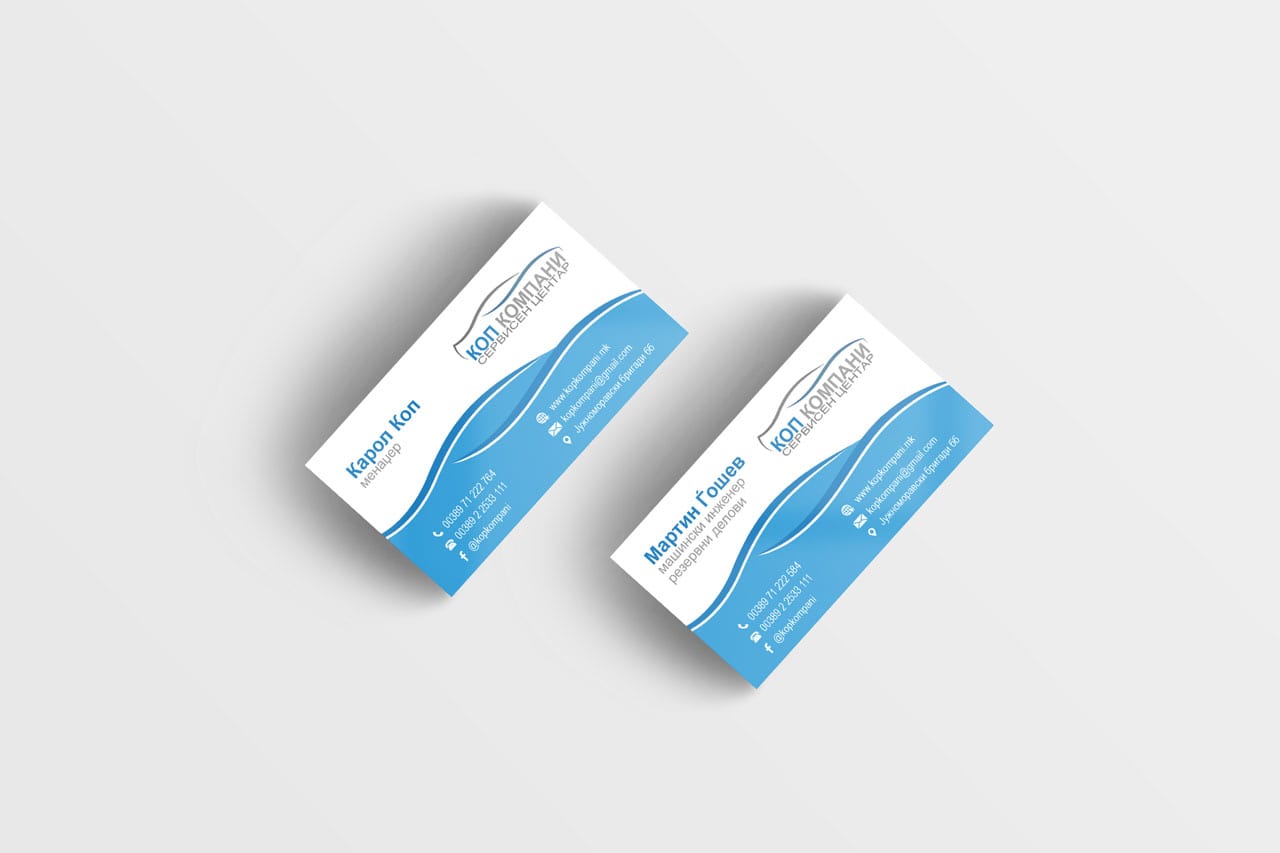 КОП КОМПАНИ
СЕРВИСЕН ЦЕНТАР
Карол Коп
менаџер
www.kopkompani.mk
kopkompani@gmail.com
Јужноморавски бригади бб
00389 71 222 764
00389 2 2533 111
@kopkompani
КОП КОМПАНИ
СЕРВИСЕН ЦЕНТАР
Мартин Ѓошев
машински инженер
резервни делови
www.kopkompani.mk
kopkompani@gmail.com
Јужноморавски бригади бб
00389 71 222 584
00389 2 2533 111
@kopkompani